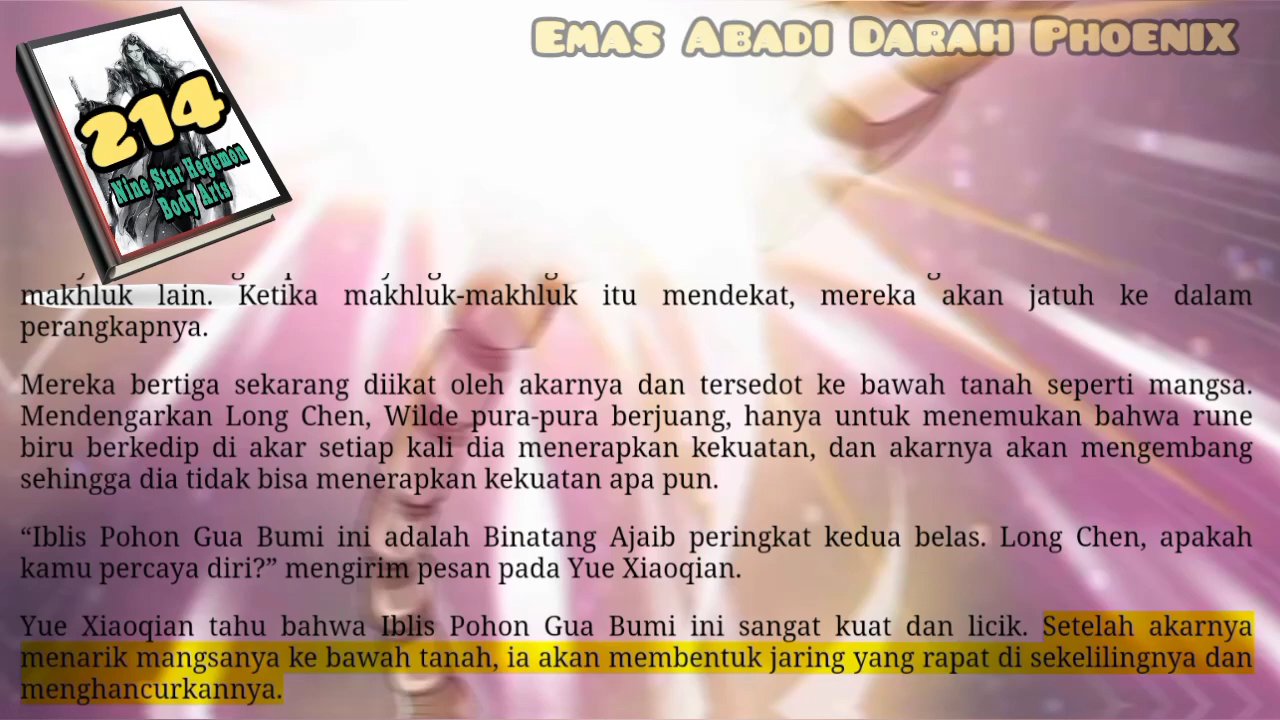 Emas Abadi Darah Phoenix
214
Nine Star Hegemon
Body Arts
makhluk lain. Ketika makhluk-makhluk itu mendekat, mereka akan jatuh ke dalam
perangkapnya.
Mereka bertiga sekarang diikat oleh akarnya dan tersedot ke bawah tanah seperti mangsa.
Mendengarkan Long Chen, Wilde pura-pura berjuang, hanya untuk menemukan bahwa rune
biru berkedip di akar setiap kali dia menerapkan kekuatan, dan akarnya akan mengembang
sehingga dia tidak bisa menerapkan kekuatan apa pun.
“Iblis Pohon Gua Bumi ini adalah Binatang Ajaib peringkat kedua belas. Long Chen, apakah
kamu percaya diri?” mengirim pesan pada Yue Xiaoqian.
Yue Xiaoqian tahu bahwa Iblis Pohon Gua Bumi ini sangat kuat dan licik. Setelah akarnya
menarik mangsanya ke bawah tanah, ia akan membentuk jaring yang rapat di sekelilingnya dan
menghancurkannya.